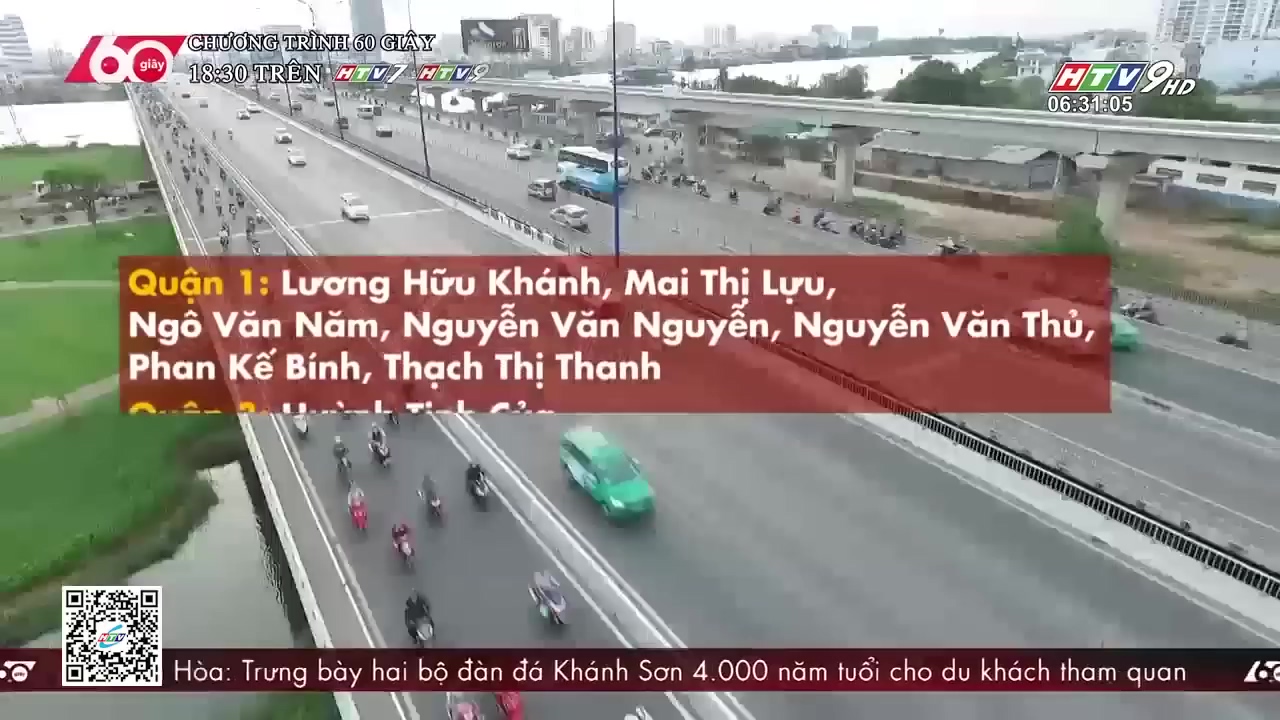 60 giây
CHƯƠNG TRÌNH 60 GIÂY
18:30 TRÊN HTV7 HTV9
HTV9 HD
06:31:05
Quận 1: Lương Hữu Khánh, Mai Thị Lựu,
Ngô Văn Năm, Nguyễn Văn Nguyễn, Nguyễn Văn Thủ,
Phan Kế Bính, Thạch Thị Thanh
HTV
Hòa: Trưng bày hai bộ đàn đá Khánh Sơn 4.000 năm tuổi cho du khách tham quan